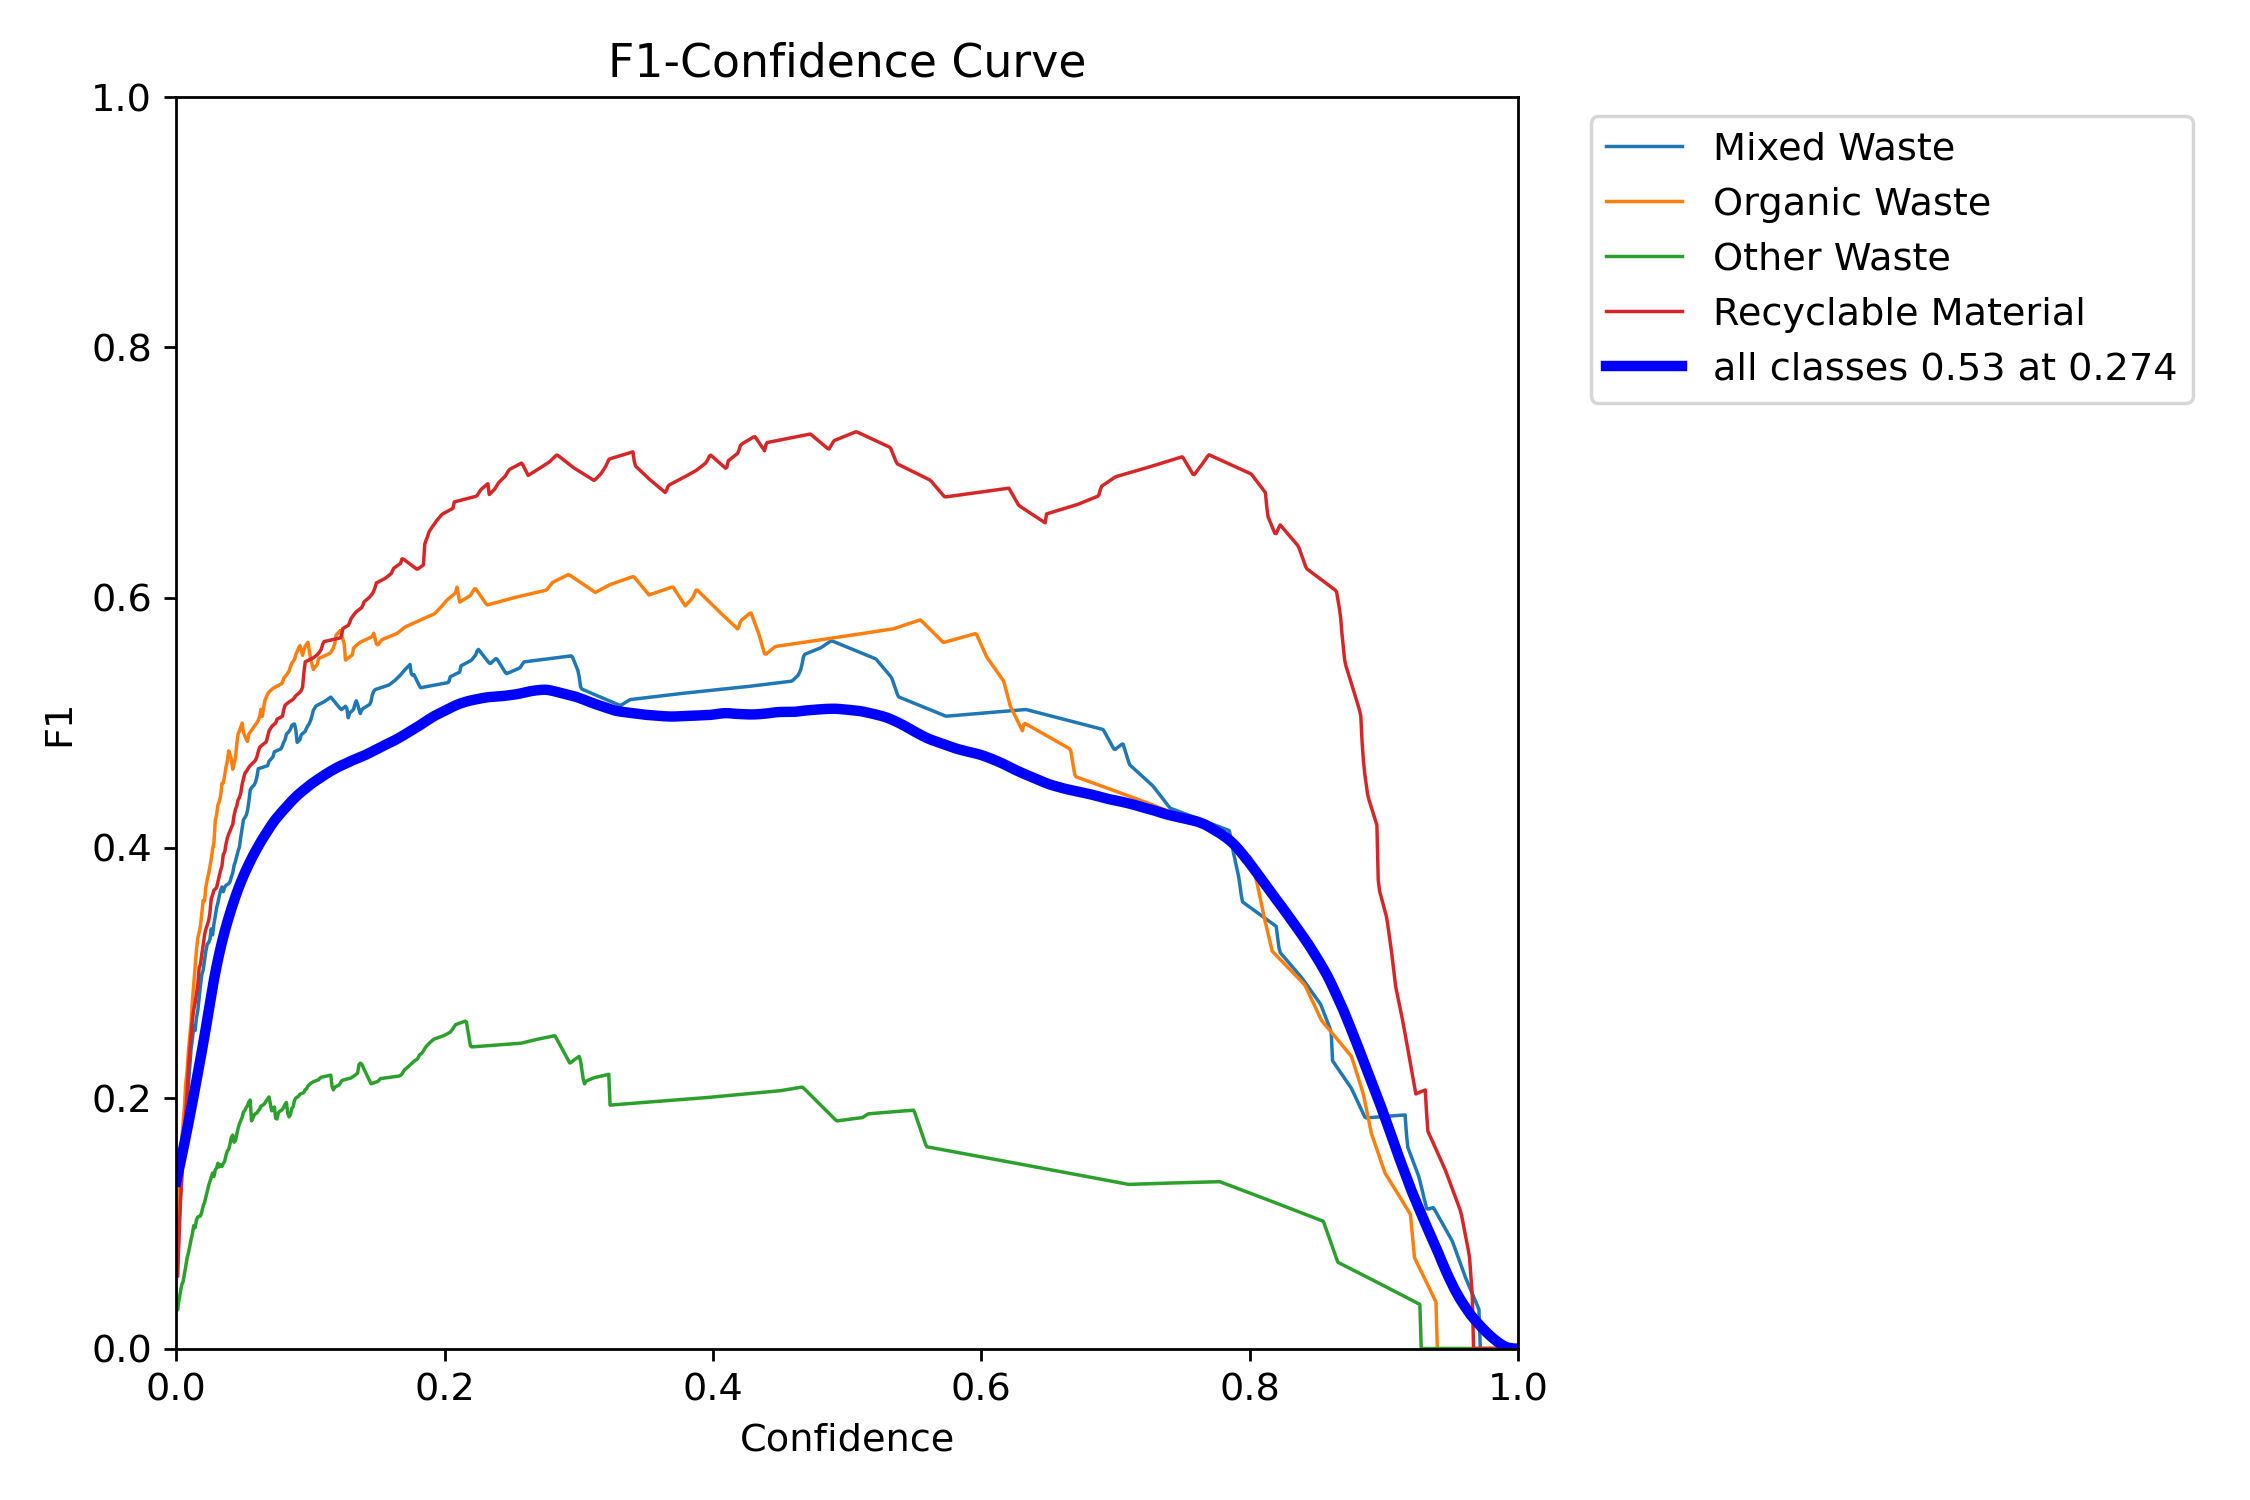 F1-Confidence Curve
1.0
0.8
0.6
0.4
0.2
0.0
F1
0.0 0.2 0.4 0.6 0.8 1.0
Confidence
Mixed Waste
Organic Waste
Other Waste
Recyclable Material
all classes 0.53 at 0.274